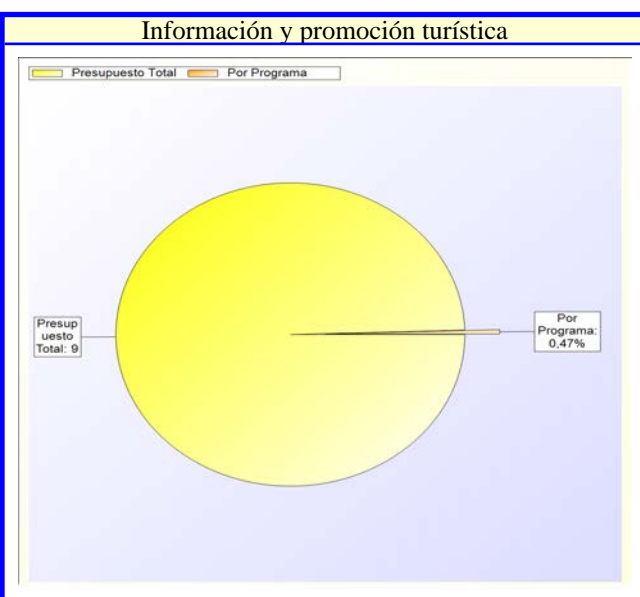 Información y promoción turística
Presupuesto Total Por Programa
Presup
uesto
Total: 9
Por
Programa:
0,47%